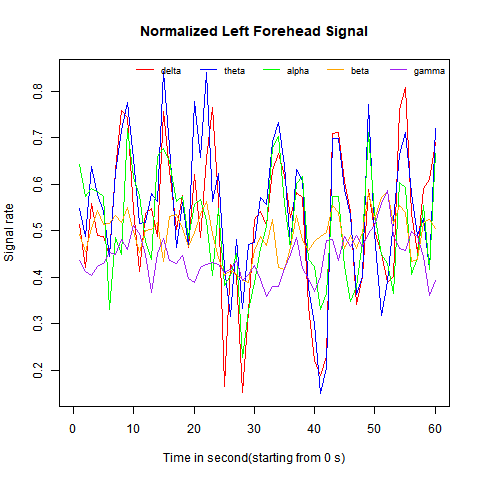 Normalized Left Forehead Signal
delta theta alpha beta gamma
Signal rate
0.8
0.7
0.6
0.5
0.4
0.3
0.2
0 10 20 30 40 50 60
Time in second(starting from 0 s)